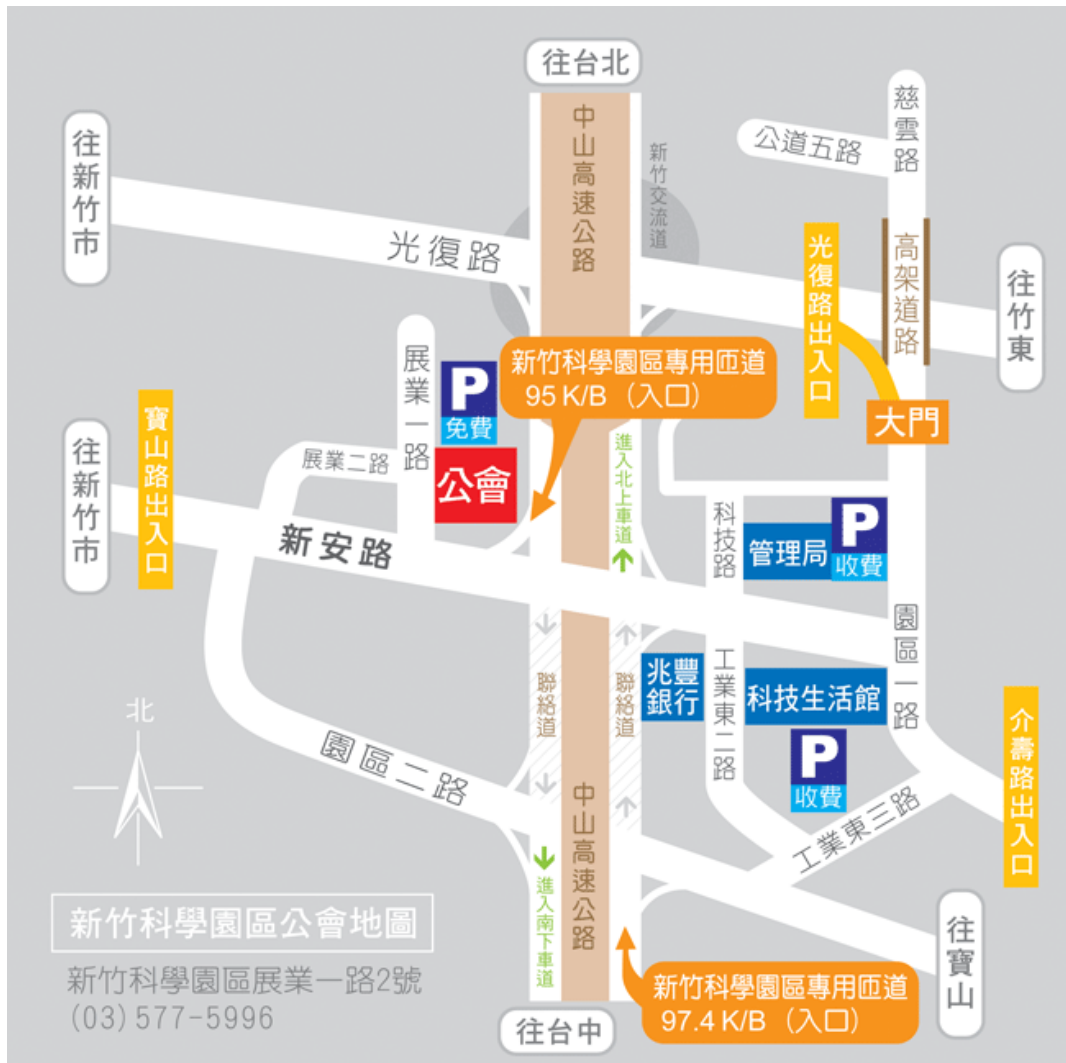 往台北
往新竹市
中山高速公路
新竹交流道
慈雲路
公道五路
光復路
光復路出入口
高架道路
往竹東
新竹科學園區專用匝道
95 K/B（入口）
展業一路
P
免費
大門
寶山路出入口
往新竹市
展業二路
公會
進入北上車道
科技路
管理局
P
收費
新安路
園區一路
聯絡道
聯絡道
兆豐
銀行
工業東二路
科技生活館
P
收費
介壽路出入口
北
園區二路
中山高速公路
工業東三路
進入南下車道
新竹科學園區公會地圖
新竹科學園區展業一路2號
(03) 577-5996
往寶山
新竹科學園區專用匝道
97.4 K/B（入口）
往台中